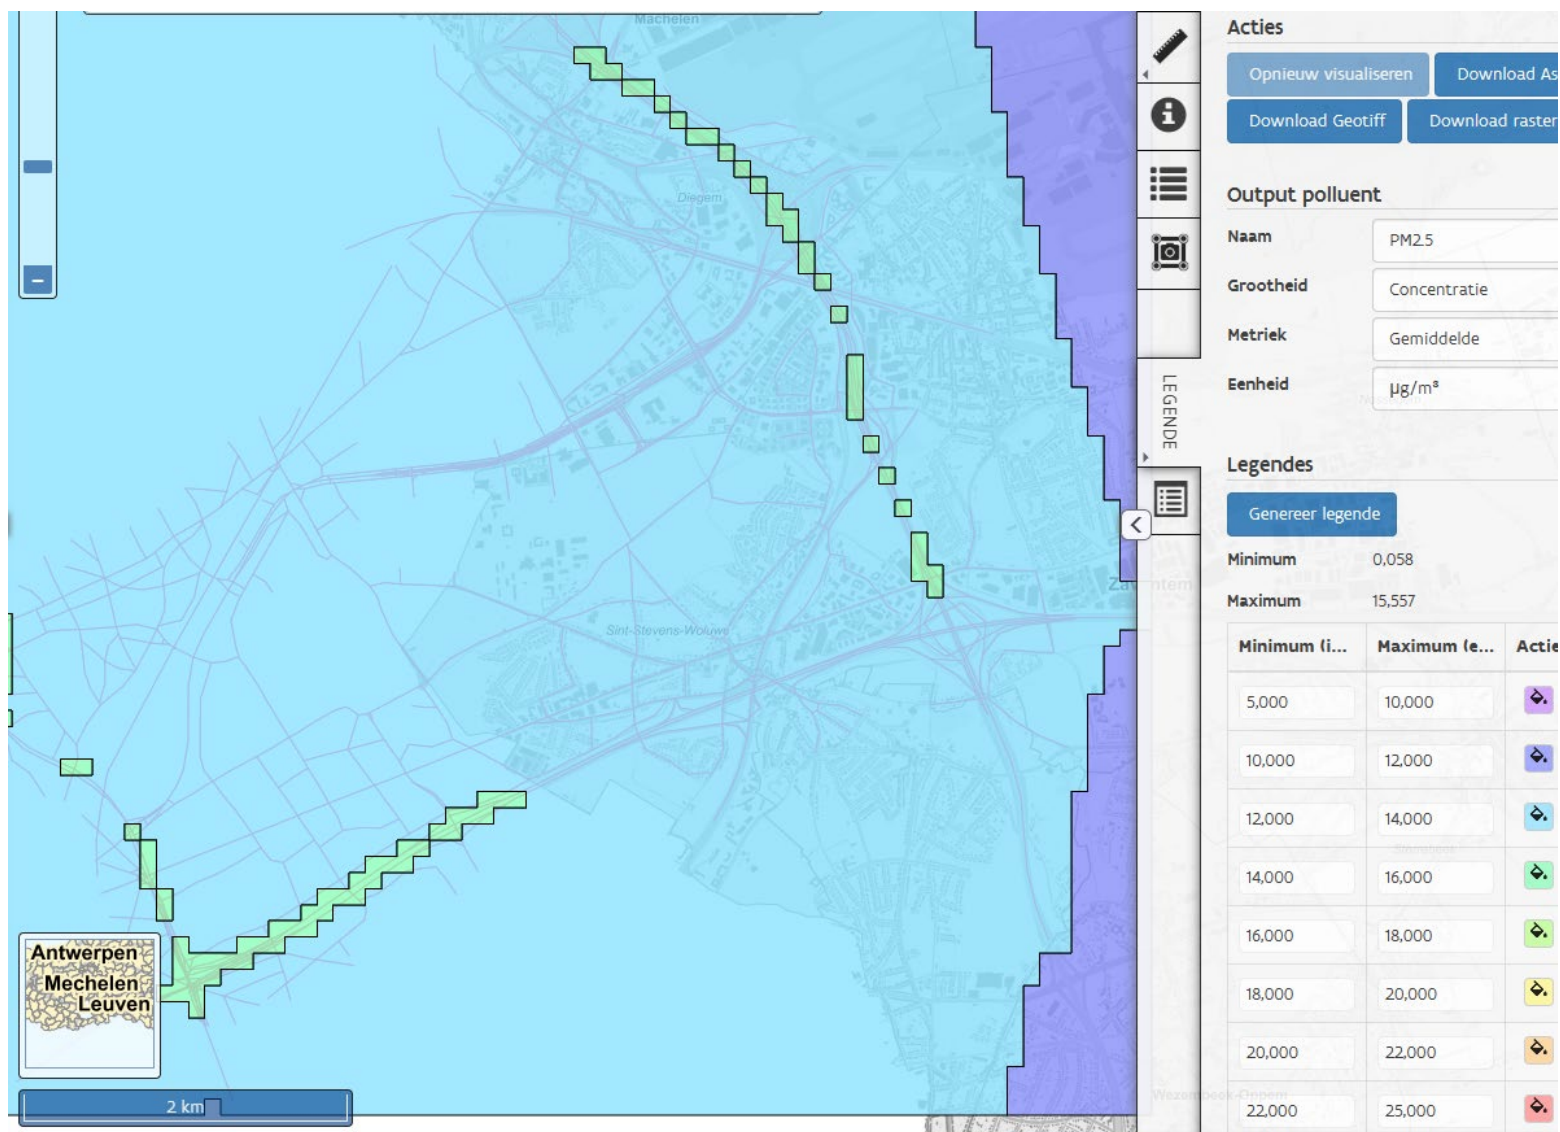 Machelen
Diegem
Sint-Stevens-Woluwe
Antwerpen
Mechelen
Leuven
2 km
LEGENDE
Acties
Opnieuw visualiseren
Download As
Download Geotiff
Download raster
Output polluent
Naam
PM2.5
Grootheid
Concentratie
Metriek
Gemiddelde
Eenheid
µg/m³
Legendes
Genereer legende
Minimum 0,058
Maximum 15,557
Zaventem
Minimum (i... Maximum (e... Actie
5,000 10,000
10,000 12,000
12,000 14,000
14,000 16,000
16,000 18,000
18,000 20,000
20,000 22,000
22,000 25,000
Wezembeek-Oppem